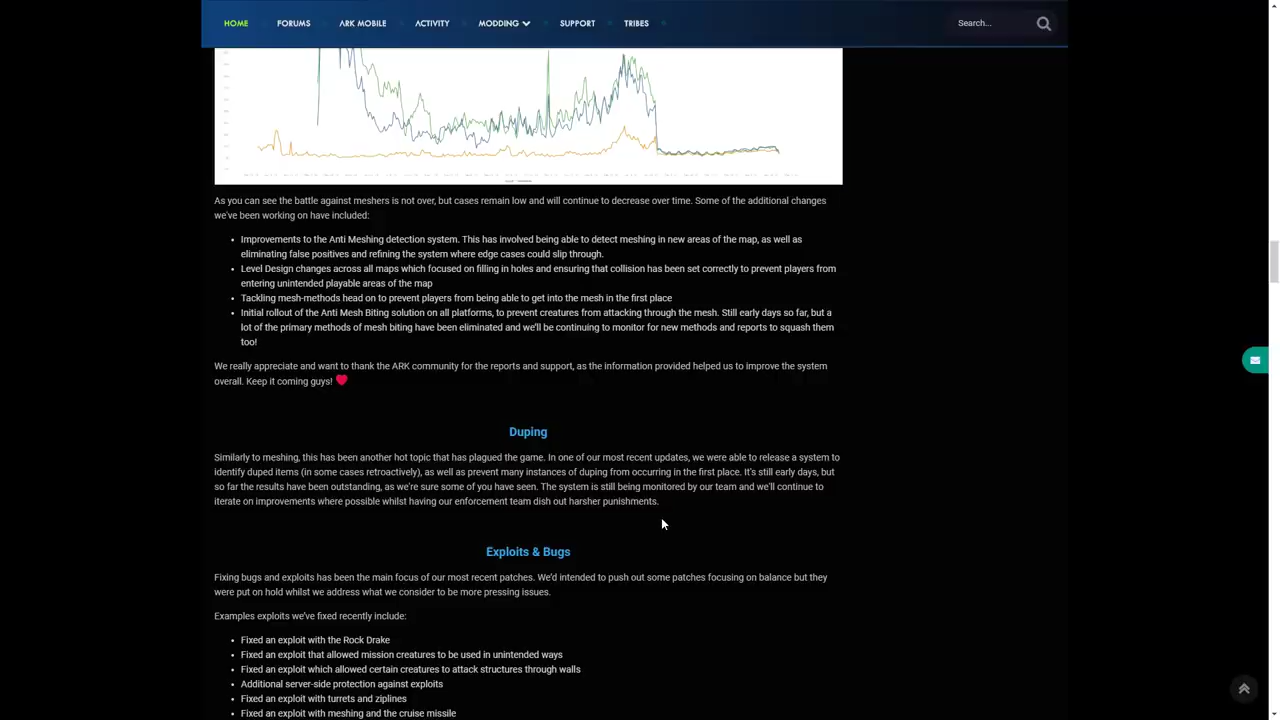 HOME FORUMS ARK MOBILE ACTIVITY MODDING SUPPORT TRIBES Search...
As you can see the battle against meshers is not over, but cases remain low and will continue to decrease over time. Some of the additional changes
we've been working on have included:
Improvements to the Anti Meshing detection system. This has involved being able to detect meshing in new areas of the map, as well as
eliminating false positives and refining the system where edge cases could slip through.
Level Design changes across all maps which focused on filling in holes and ensuring that collision has been set correctly to prevent players from
entering unintended playable areas of the map
Tackling mesh-methods head on to prevent players from being able to get into the mesh in the first place
Initial rollout of the Anti Mesh Biting solution on all platforms, to prevent creatures from attacking through the mesh. Still early days so far, but a
lot of the primary methods of mesh biting have been eliminated and we'll be continuing to monitor for new methods and reports to squash them
too!
We really appreciate and want to thank the ARK community for the reports and support, as the information provided helped us to improve the system
overall. Keep it coming guys!
Duping
Similarly to meshing, this has been another hot topic that has plagued the game. In one of our most recent updates, we were able to release a system to
identify duped items (in some cases retroactively), as well as prevent many instances of duping from occurring in the first place. It's still early days, but
so far the results have been outstanding, as we're sure some of you have seen. The system is still being monitored by our team and we'll continue to
iterate on improvements where possible whilst having our enforcement team dish out harsher punishments.
Exploits & Bugs
Fixing bugs and exploits has been the main focus of our most recent patches. We'd intended to push out some patches focusing on balance but they
were put on hold whilst we address what we consider to be more pressing issues.
Examples exploits we've fixed recently include:
Fixed an exploit with the Rock Drake
Fixed an exploit that allowed mission creatures to be used in unintended ways
Fixed an exploit which allowed certain creatures to attack structures through walls
Additional server-side protection against exploits
Fixed an exploit with turrets and ziplines
Fixed an exploit with meshing and the cruise missile